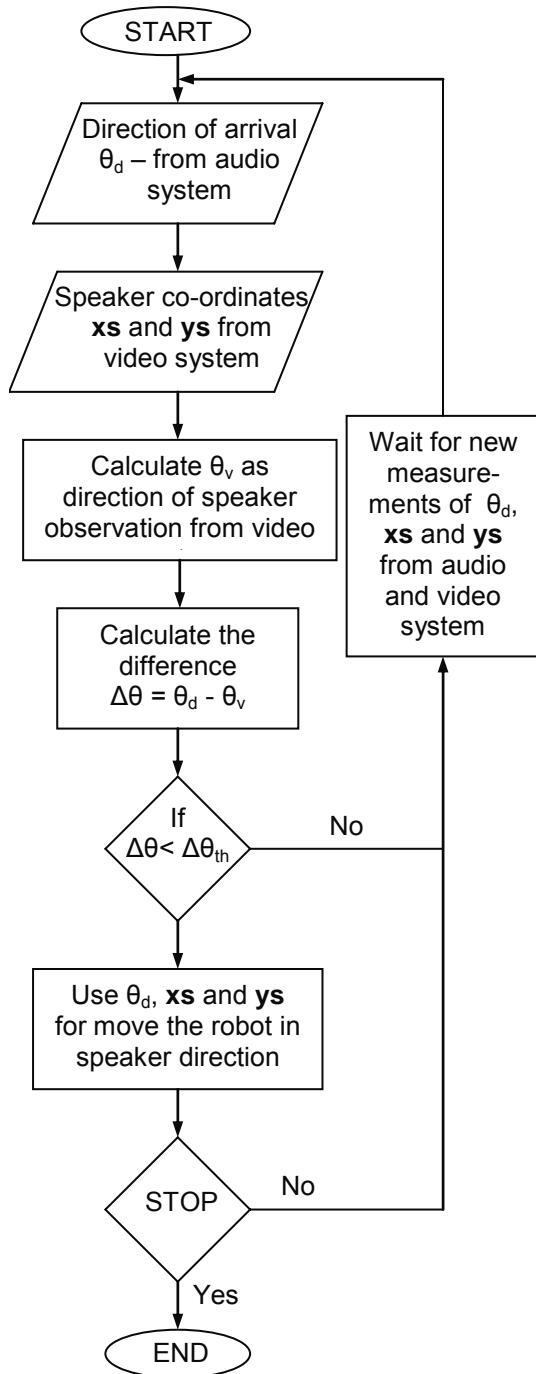 START
Direction of arrival
θd – from audio
system
Speaker co-ordinates
xs and ys from
video system
Calculate θv as
direction of speaker
observation from video
Calculate the
difference
Δθ = θd - θv
If
Δθ< Δθth
No
Use θd, xs and ys
for move the robot in
speaker direction
STOP
No
Yes
END
Wait for new
measure-
ments of θd,
xs and ys
from audio
and video
system